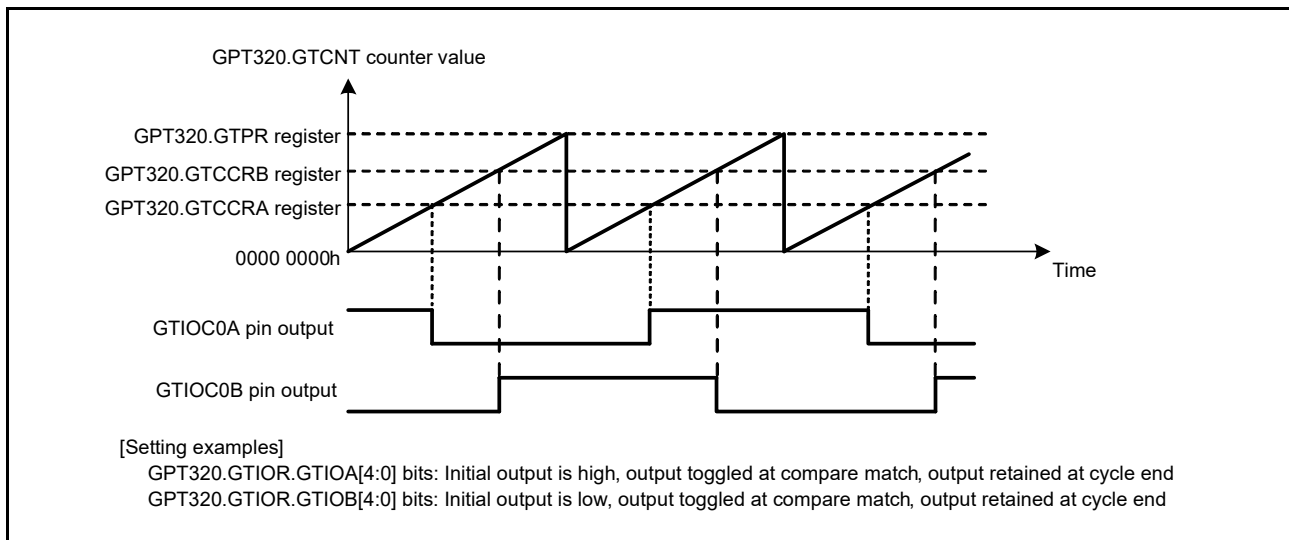 GPT320.GTCNT counter value
GPT320.GTPR register
GPT320.GTCCRB register
GPT320.GTCCRA register
0000 0000h
Time
GTIOC0A pin output
GTIOC0B pin output
[Setting examples]
GPT320.GTIOR.GTIOA[4:0] bits: Initial output is high, output toggled at compare match, output retained at cycle end
GPT320.GTIOR.GTIOB[4:0] bits: Initial output is low, output toggled at compare match, output retained at cycle end